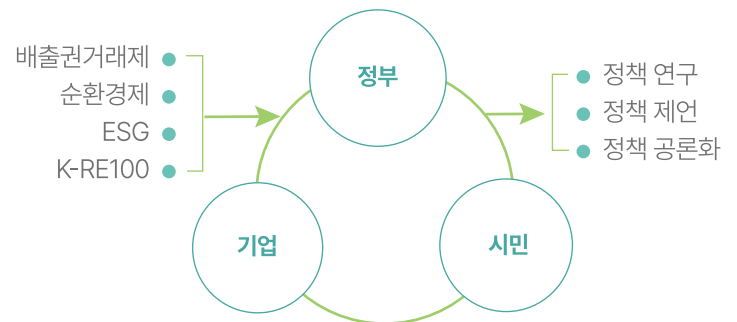 배출권거래제
순환경제
ESG
K-RE100
정부
기업
시민
정책 연구
정책 제언
정책 공론화